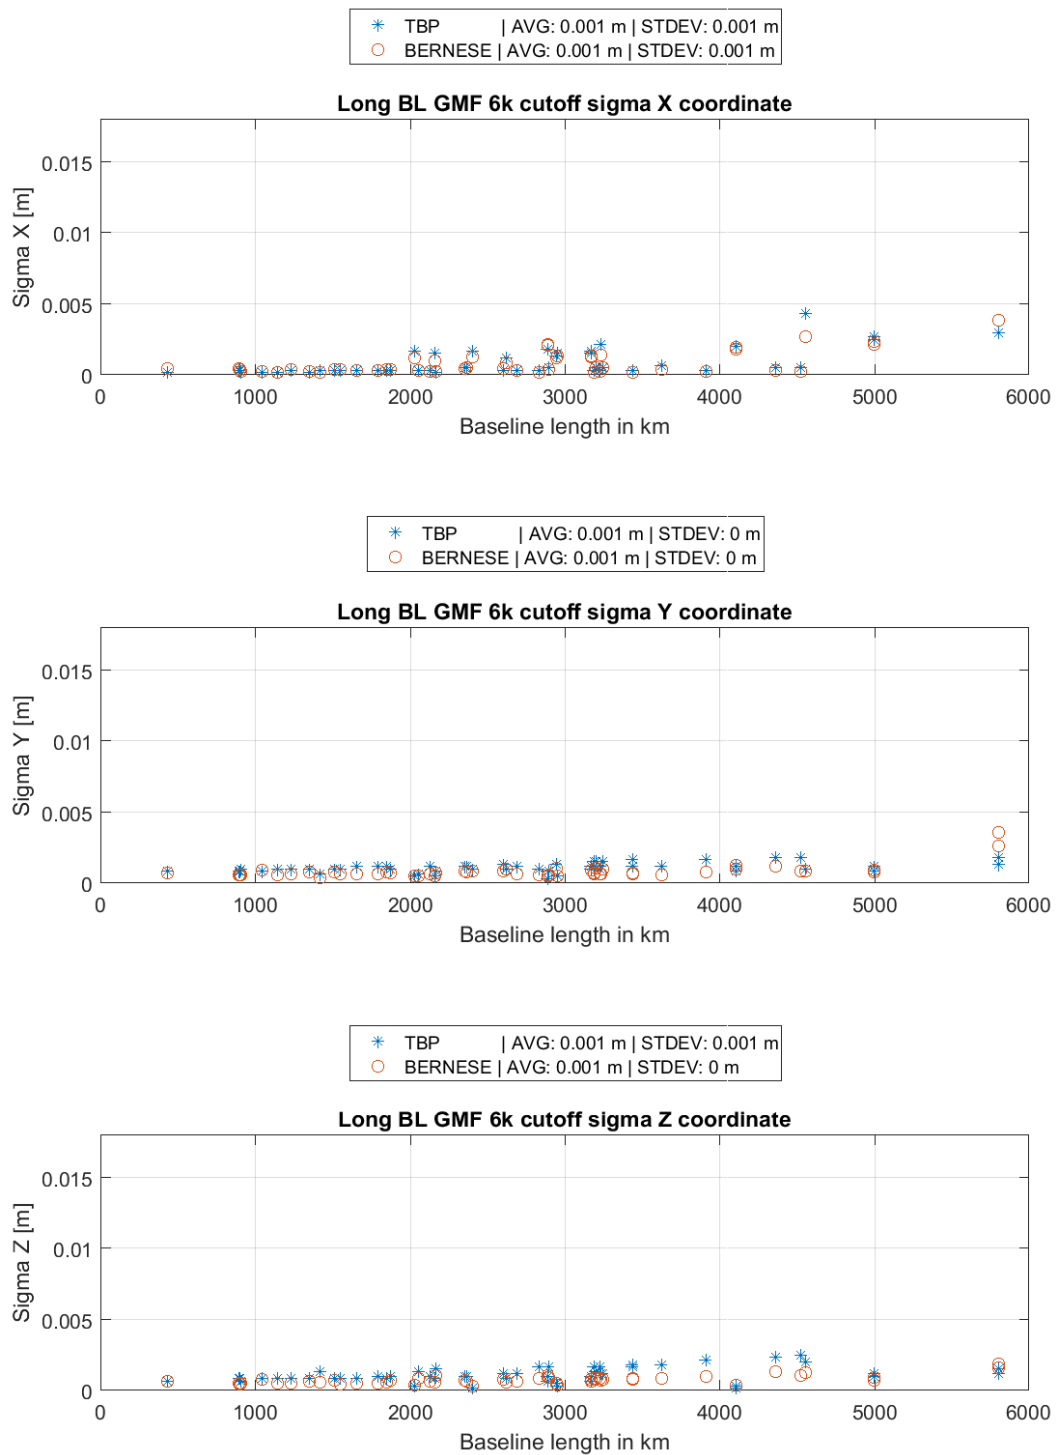 TBP | AVG: 0.001 m | STDEV: 0.001 m
BERNESE | AVG: 0.001 m | STDEV: 0.001 m
Long BL GMF 6k cutoff sigma X coordinate
0.015
0.01
0.005
0
Sigma X [m]
0 1000 2000 3000 4000 5000 6000
Baseline length in km
TBP | AVG: 0.001 m | STDEV: 0 m
BERNESE | AVG: 0.001 m | STDEV: 0 m
Long BL GMF 6k cutoff sigma Y coordinate
0.015
0.01
0.005
0
Sigma Y [m]
0 1000 2000 3000 4000 5000 6000
Baseline length in km
TBP | AVG: 0.001 m | STDEV: 0.001 m
BERNESE | AVG: 0.001 m | STDEV: 0 m
Long BL GMF 6k cutoff sigma Z coordinate
0.015
0.01
0.005
0
Sigma Z [m]
0 1000 2000 3000 4000 5000 6000
Baseline length in km